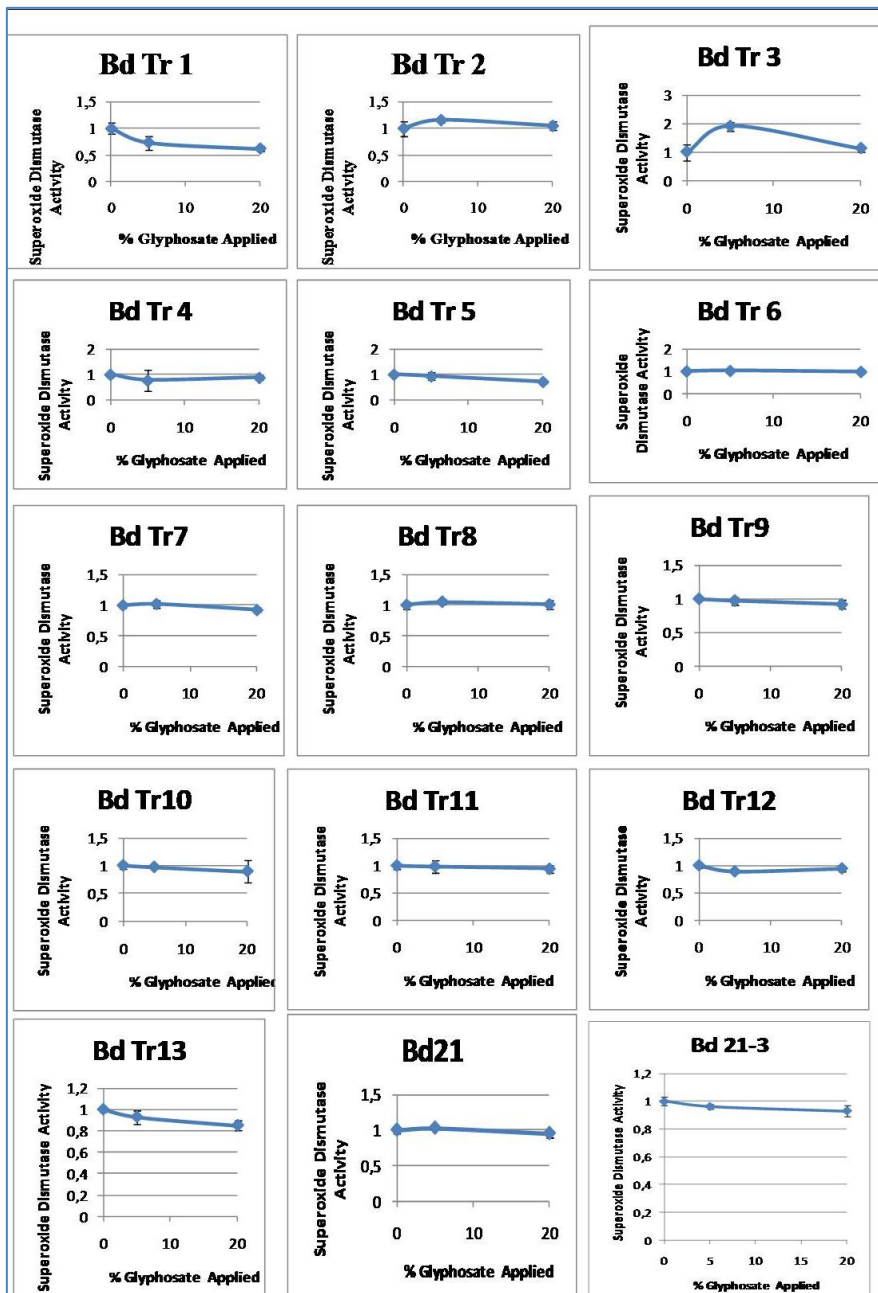 Bd Tr 1
Superoxide Dismutase
Activity
1,5
1
0,5
0
0 10 20
% Glyphosate Applied
Bd Tr 2
Superoxide Dismutase
Activity
1,5
1
0,5
0
0 10 20
% Glyphosate Applied
Bd Tr 3
Superoxide Dismutase
Activity
3
2
1
0
0 10 20
% Glyphosate Applied
Bd Tr 4
Superoxide Dismutase
Activity
2
1
0
0 10 20
% Glyphosate Applied
Bd Tr 5
Superoxide Dismutase
Activity
2
1
0
0 10 20
% Glyphosate Applied
Bd Tr 6
Superoxide
Dismutase Activity
2
1
0
0 10 20
% Glyphosate Applied
Bd Tr7
Superoxide Dismutase
Activity
1,5
1
0,5
0
0 10 20
% Glyphosate Applied
Bd Tr8
Superoxide Dismutase
Activity
1,5
1
0,5
0
0 10 20
% Glyphosate Applied
Bd Tr9
Superoxide Dismutase
Activity
1,5
1
0,5
0
0 10 20
% Glyphosate Applied
Bd Tr10
Superoxide Dismutase
Activity
1,5
1
0,5
0
0 10 20
% Glyphosate Applied
Bd Tr11
Superoxide Dismutase
Activity
1,5
1
0,5
0
0 10 20
% Glyphosate Applied
Bd Tr12
Superoxide Dismutase
Activity
1,5
1
0,5
0
0 10 20
% Glyphosate Applied
Bd Tr13
Superoxide Dismutase Activity
1,2
1
0,8
0,6
0,4
0,2
0
0 10 20
% Glyphosate Applied
Bd21
Superoxide Dismutase
Activity
1,5
1
0,5
0
0 10 20
% Glyphosate Applied
Bd 21-3
Superoxide Dismutase Activity
1,2
1
0,8
0,6
0,4
0,2
0
0 5 10 15 20
% Glyphosate Applied